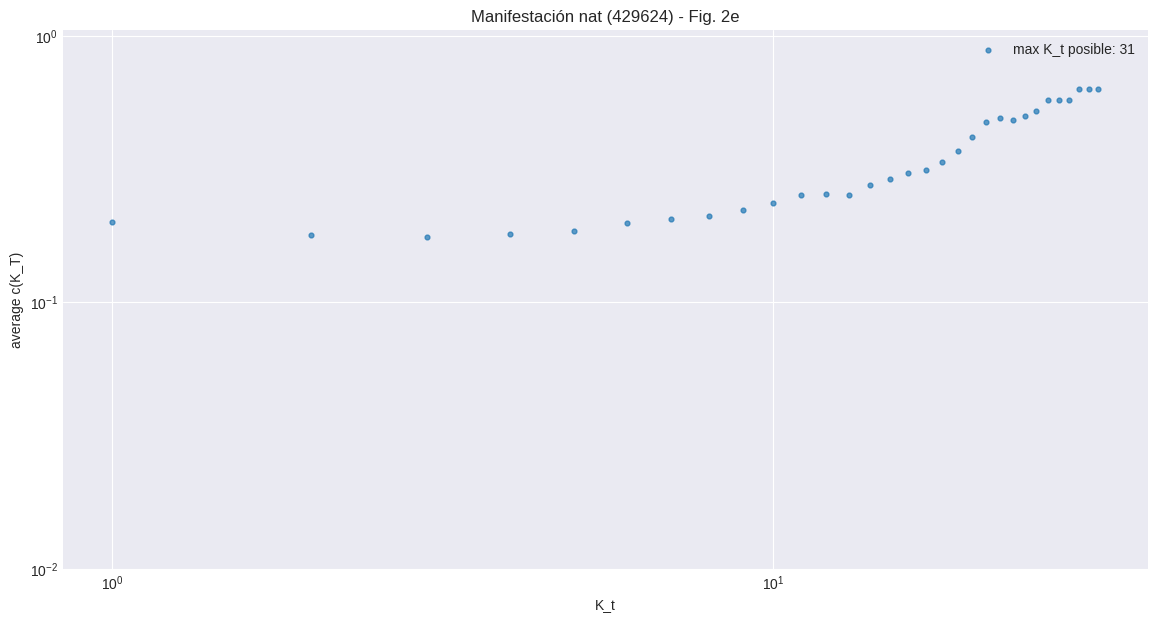 Manifestación nat (429624) - Fig. 2e
max K_t posible: 31
average c(K_T)
10⁰
10⁻¹
10⁻²
10⁰
10¹
K_t